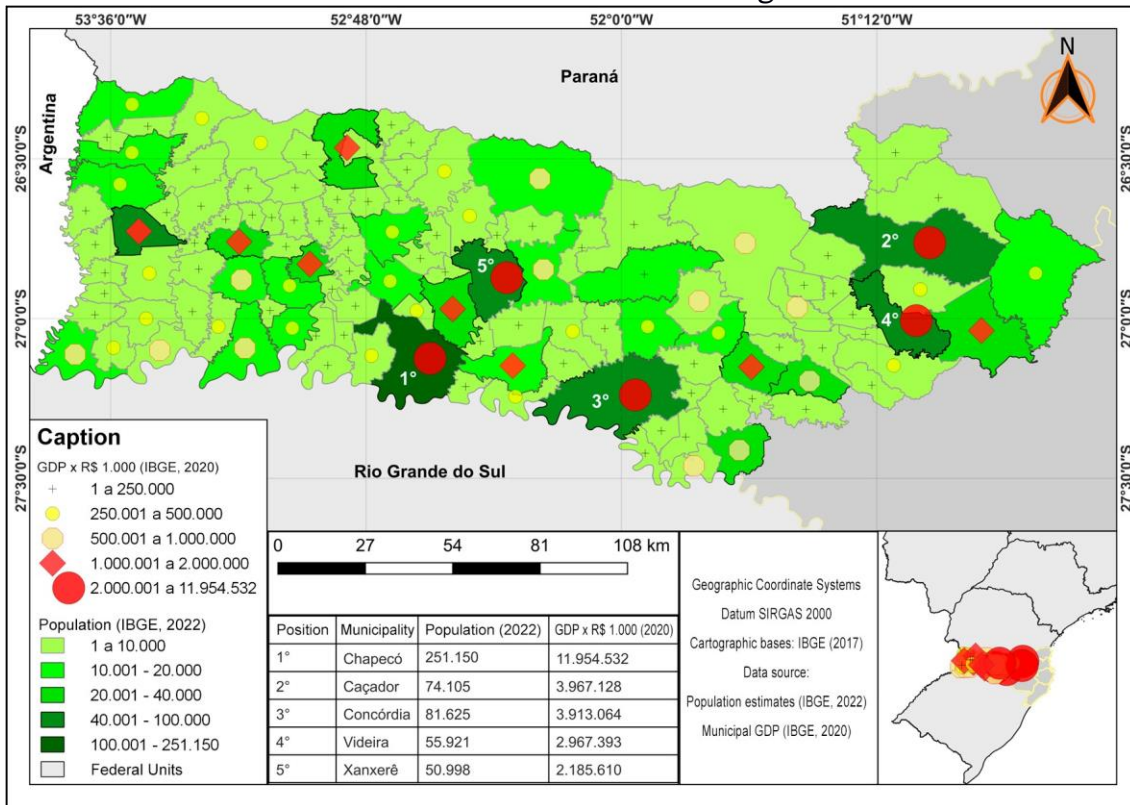 53°36'0"W 52°48'0"W 52°0'0"W 51°12'0"W
N
Paraná
Argentina
26°30'0"S 26°30'0"S
2°
5°
27°0'0"S 27°0'0"S
4°
1°
3°
Rio Grande do Sul
27°30'0"S 27°30'0"S
Caption
GDP x R$ 1.000 (IBGE, 2020)
1 a 250.000
250.001 a 500.000
500.001 a 1.000.000
1.000.001 a 2.000.000
2.000.001 a 11.954.532
Population (IBGE, 2022)
1 a 10.000
10.001 - 20.000
20.001 - 40.000
40.001 - 100.000
100.001 - 251.150
Federal Units
0 27 54 81 108 km
Position Municipality Population (2022) GDP x R$ 1.000 (2020)
1° Chapecó 251.150 11.954.532
2° Caçador 74.105 3.967.128
3° Concórdia 81.625 3.913.064
4° Videira 55.921 2.967.393
5° Xanxerê 50.998 2.185.610
Geographic Coordinate Systems
Datum SIRGAS 2000
Cartographic bases: IBGE (2017)
Data source:
Population estimates (IBGE, 2022)
Municipal GDP (IBGE, 2020)